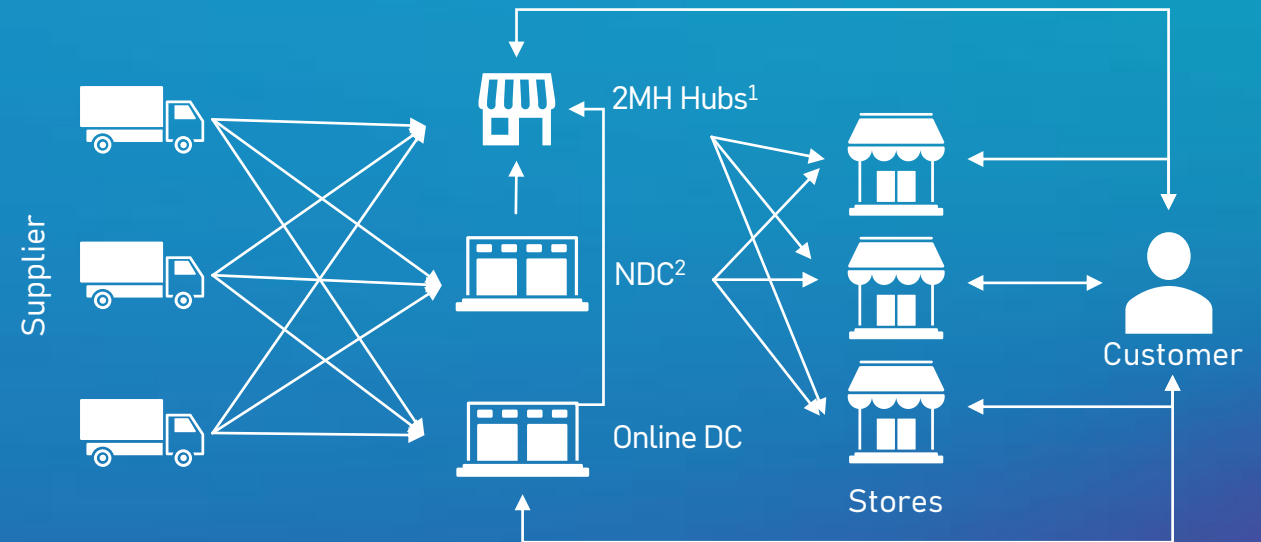 Supplier
2MH Hubs¹
NDC²
Online DC
Stores
Customer